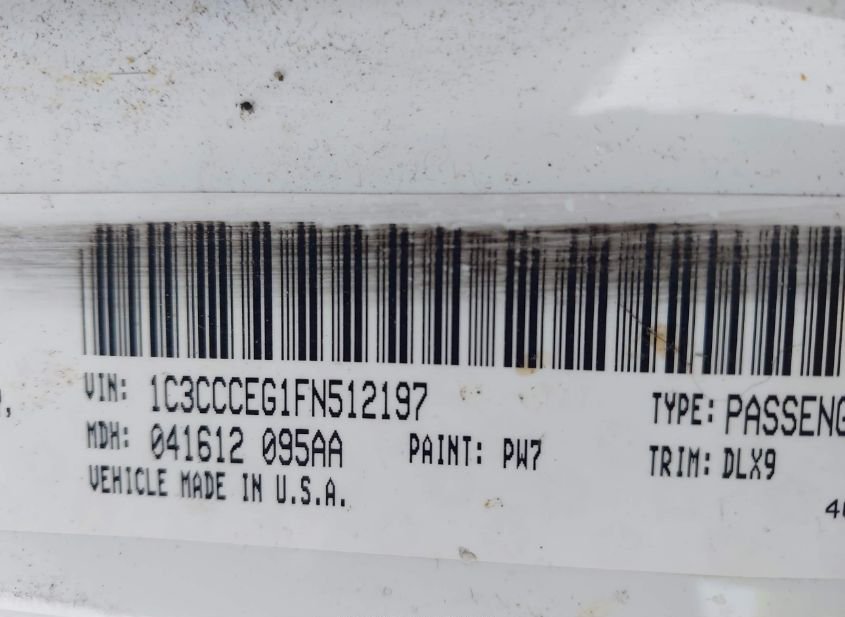 VIN: 1C3CCCEG1FN512197 TYPE: PASSENG
MDH: 041612 095AA PAINT: PW7 TRIM: DLX9
VEHICLE MADE IN U.S.A.